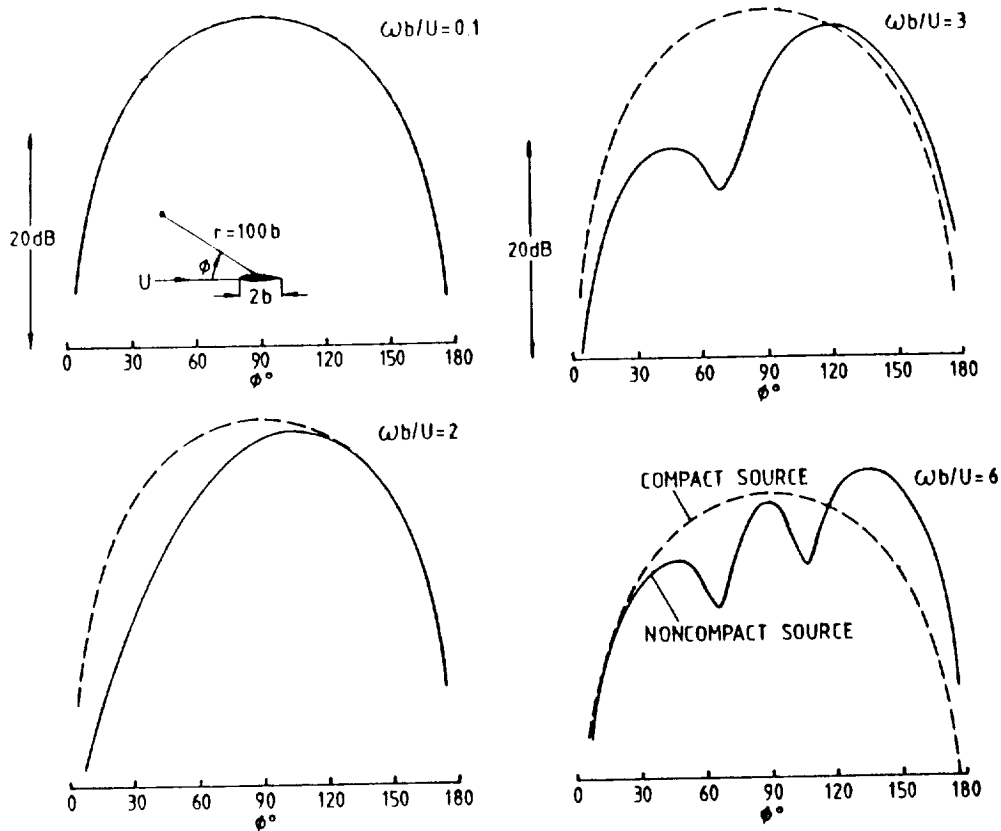 ωb/U=0.1
20dB
r=100b
ϕ
U
2b
0 30 60 90 120 150 180
ϕ°
ωb/U=3
20dB
0 30 60 90 120 150 180
ϕ°
ωb/U=2
0 30 60 90 120 150 180
ϕ°
ωb/U=6
COMPACT SOURCE
NONCOMPACT SOURCE
0 30 60 90 120 150 180
ϕ°